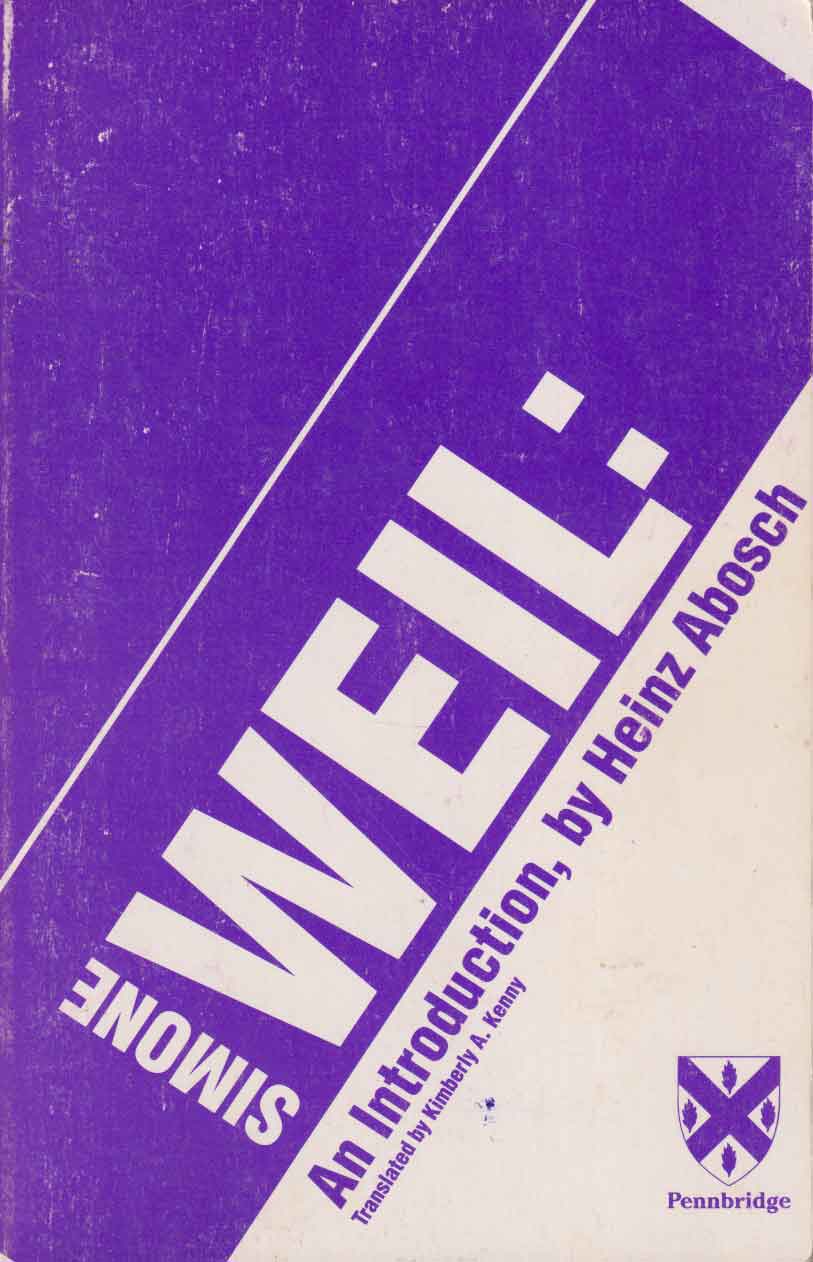 SIMONE
WEIL:
An Introduction, by Heinz Abosch
Translated by Kimberly A. Kenny
Pennbridge